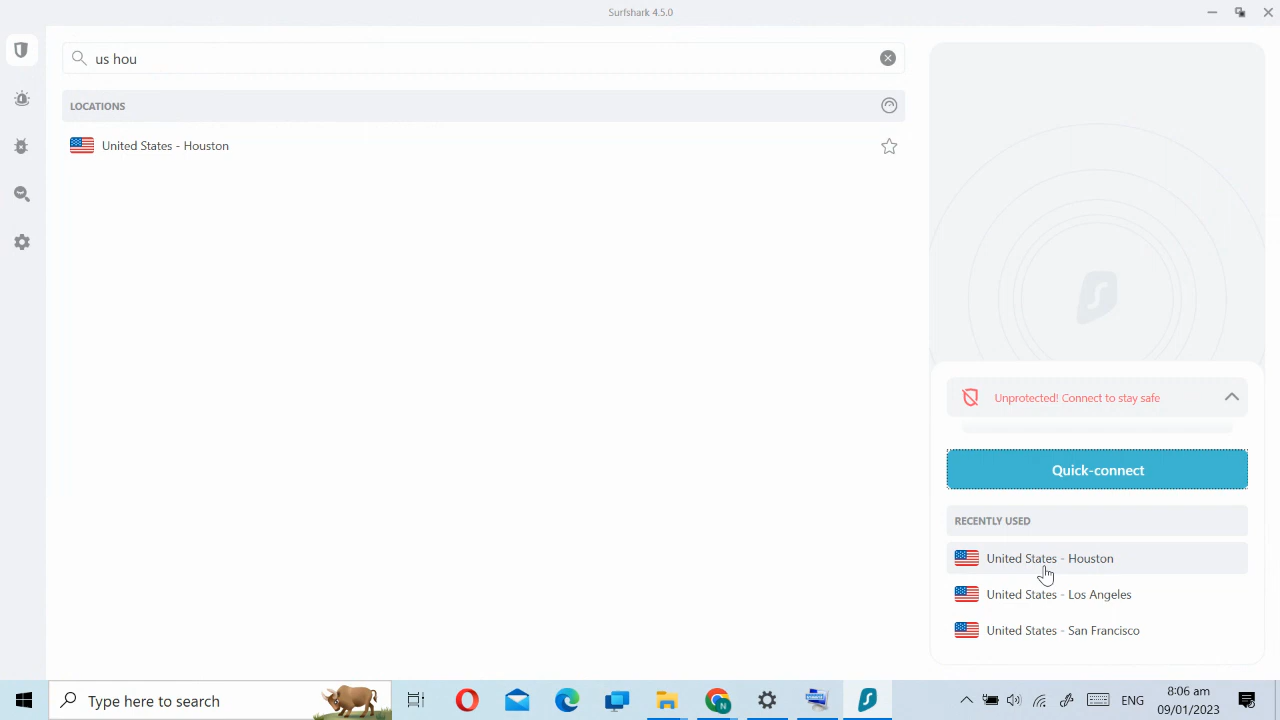 Surfshark 4.5.0
us hou
LOCATIONS
United States - Houston
Unprotected! Connect to stay safe
Quick-connect
RECENTLY USED
United States - Houston
United States - Los Angeles
United States - San Francisco
Type here to search
N
ENG
8:06 am
09/01/2023